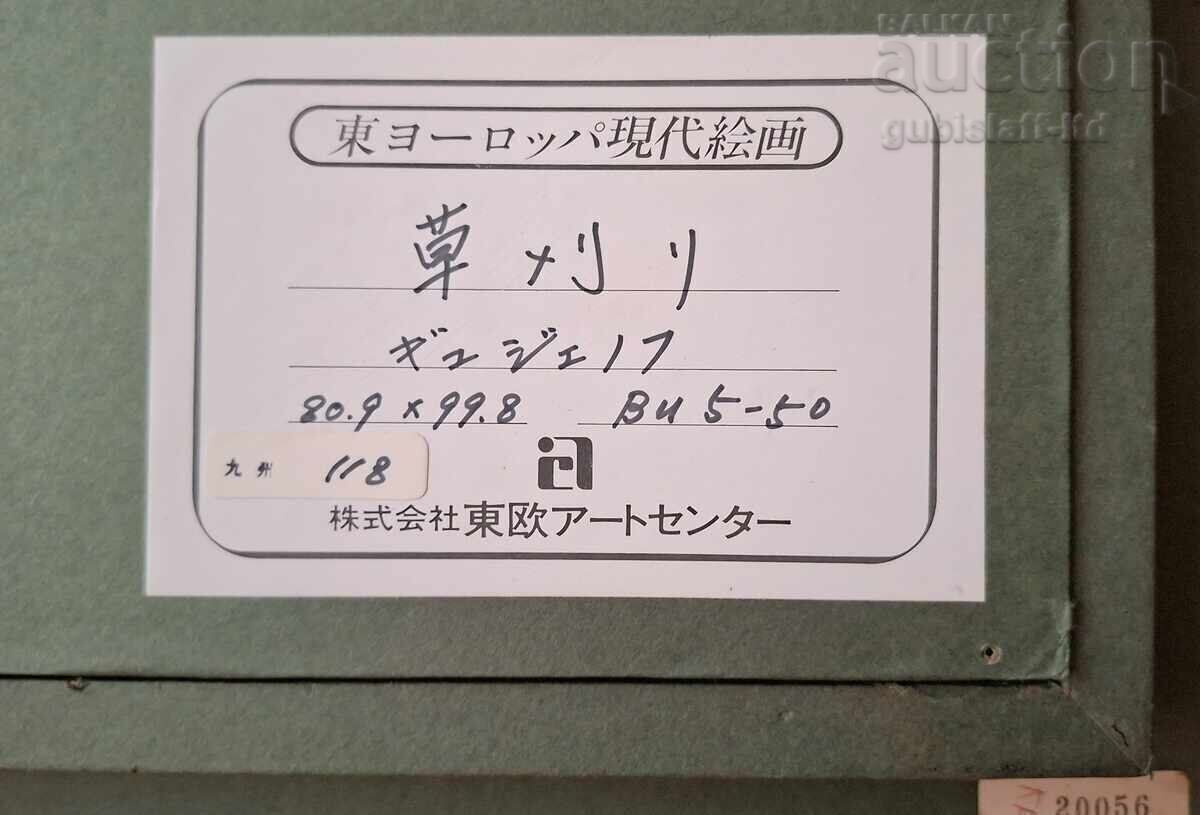 BALKAN
auction
gubislaff-ltd
東ヨーロッパ現代絵画
草刈り
ギュジェノフ
80.9 x 99.8 BU 5-50
九州 118
株式会社 東欧アートセンター
20056